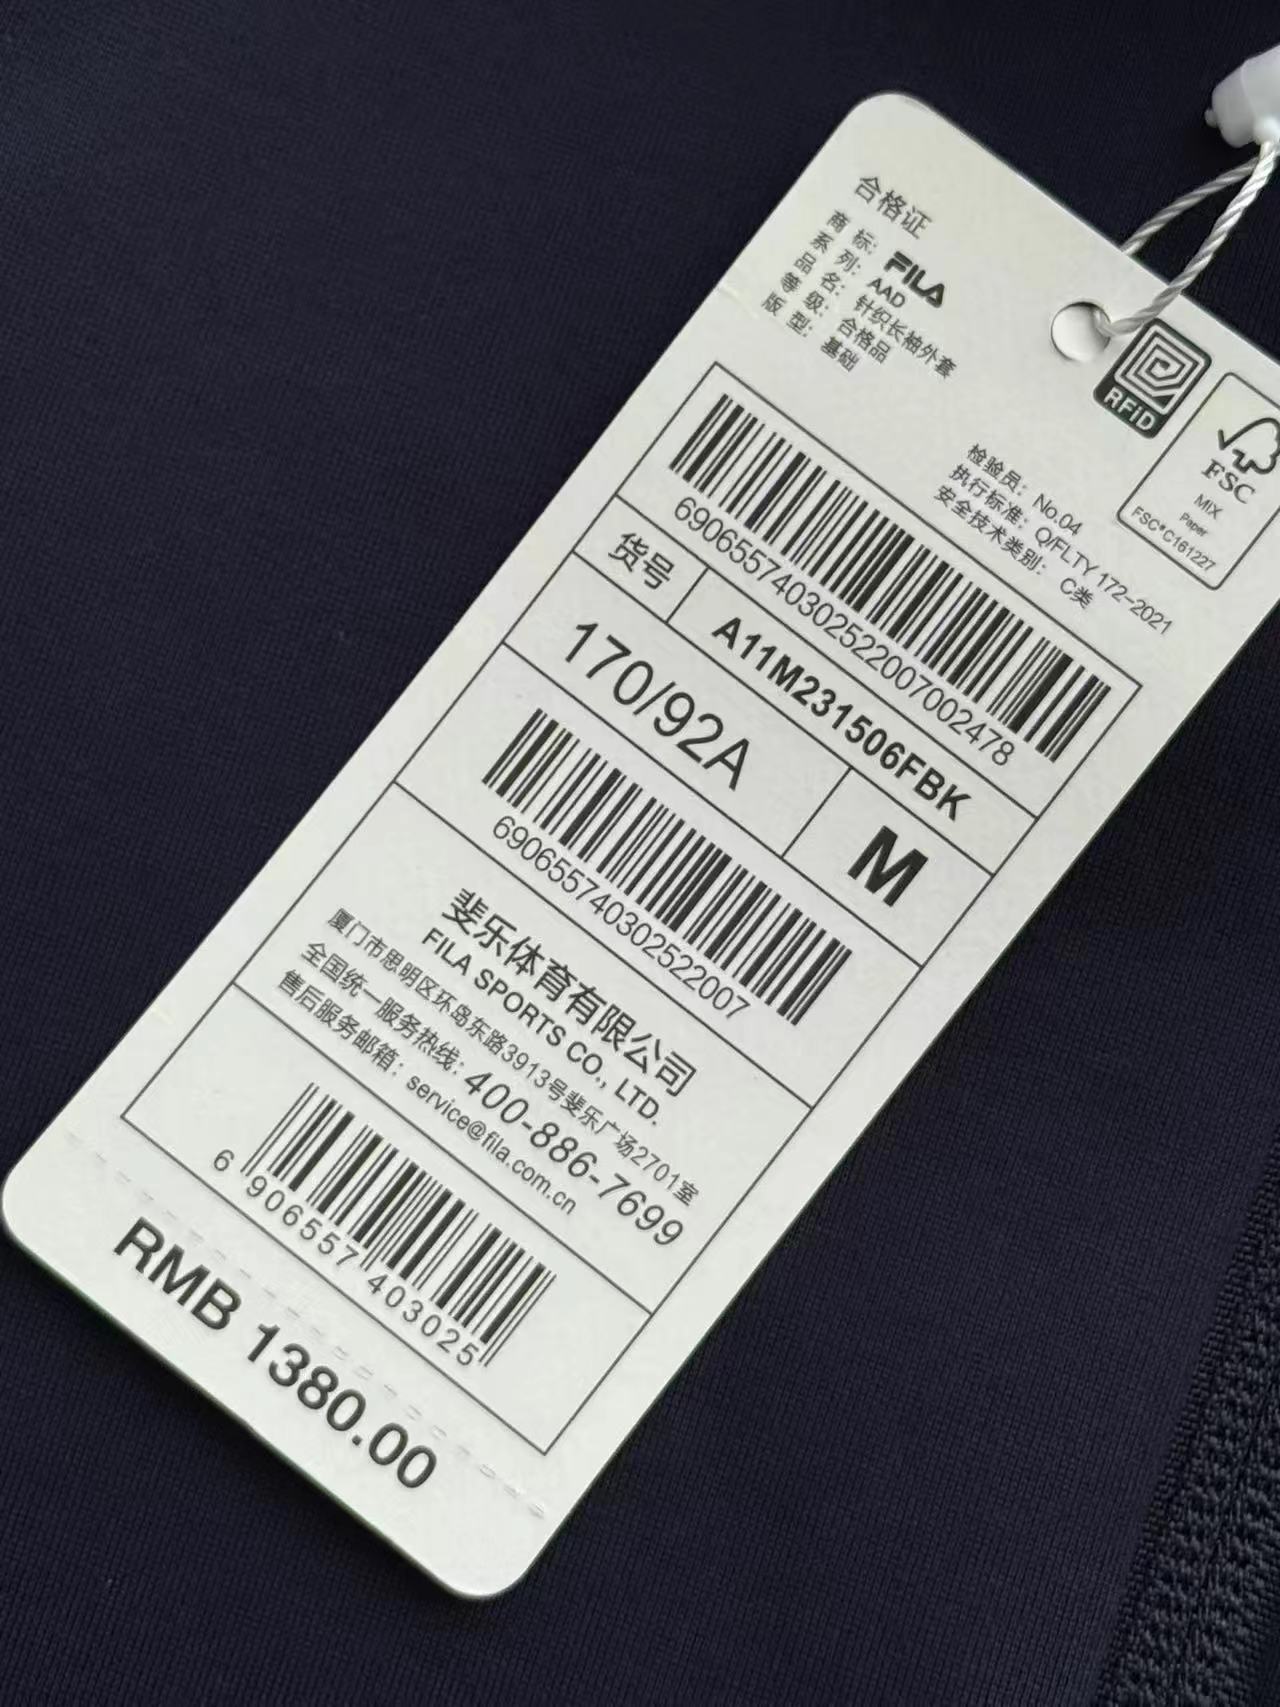 合格证
商标: FILA
系列: AAD
品名: 针织长袖外套
等级: 合格品
版型: 基础
RFiD
FSC
MIX
Paper
FSC® C161227
检验员: No.04
执行标准: Q/FLTY 172-2021
安全技术类别: C类
6906557403025220070​02478
货号 A11M231506FBK
170/92A M
69065574030252​2007
斐乐体育有限公司
FILA SPORTS CO., LTD.
厦门市思明区环岛东路3913号斐乐广场2701室
全国统一服务热线: 400-886-7699
售后服务邮箱: service@fila.com.cn
6 906557 403025
RMB 1380.00